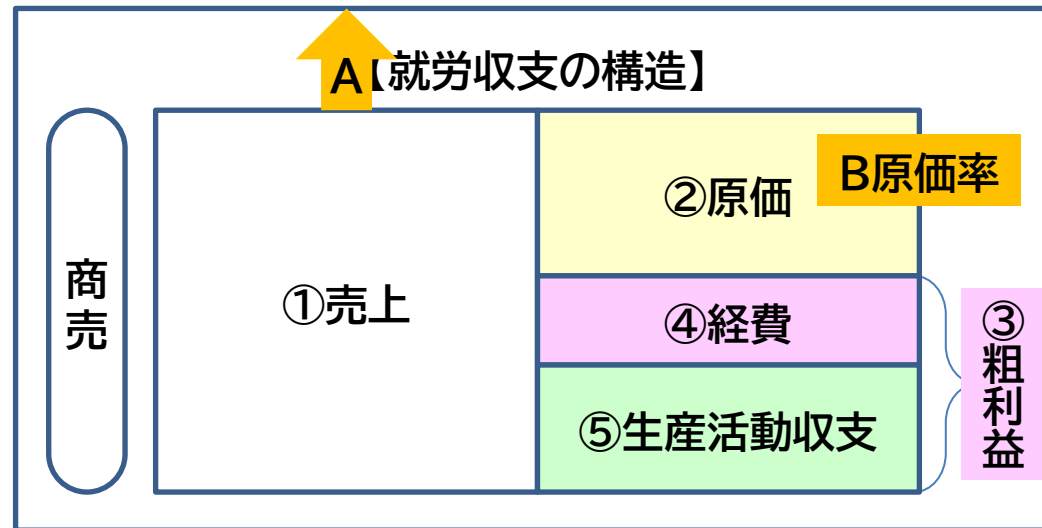 A【就労収支の構造】
商売
①売上
②原価
B原価率
④経費
⑤生産活動収支
③粗利益